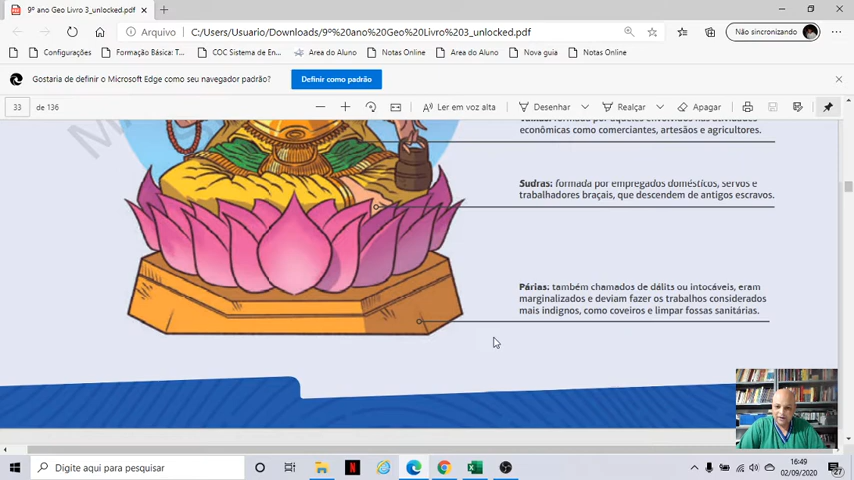 9º ano Geo Livro 3_unlocked.pdf
Arquivo
C:/Users/Usuario/Downloads/9º%20ano%20Geo%20Livro%203_unlocked.pdf
Não sincronizando
Configurações
Formação Básica: T...
COC Sistema de En...
Area do Aluno
Notas Online
Area do Aluno
Nova guia
Notas Online
Gostaria de definir o Microsoft Edge como seu navegador padrão?
Definir como padrão
33 de 136
Ler em voz alta
Desenhar
Realçar
Apagar
econômicas como comerciantes, artesãos e agricultores.
Sudras: formada por empregados domésticos, servos e
trabalhadores braçais, que descendem de antigos escravos.
Párias: também chamados de dálits ou intocáveis, eram
marginalizados e deviam fazer os trabalhos considerados
mais indignos, como coveiros e limpar fossas sanitárias.
Digite aqui para pesquisar
16:49
02/09/2020
27